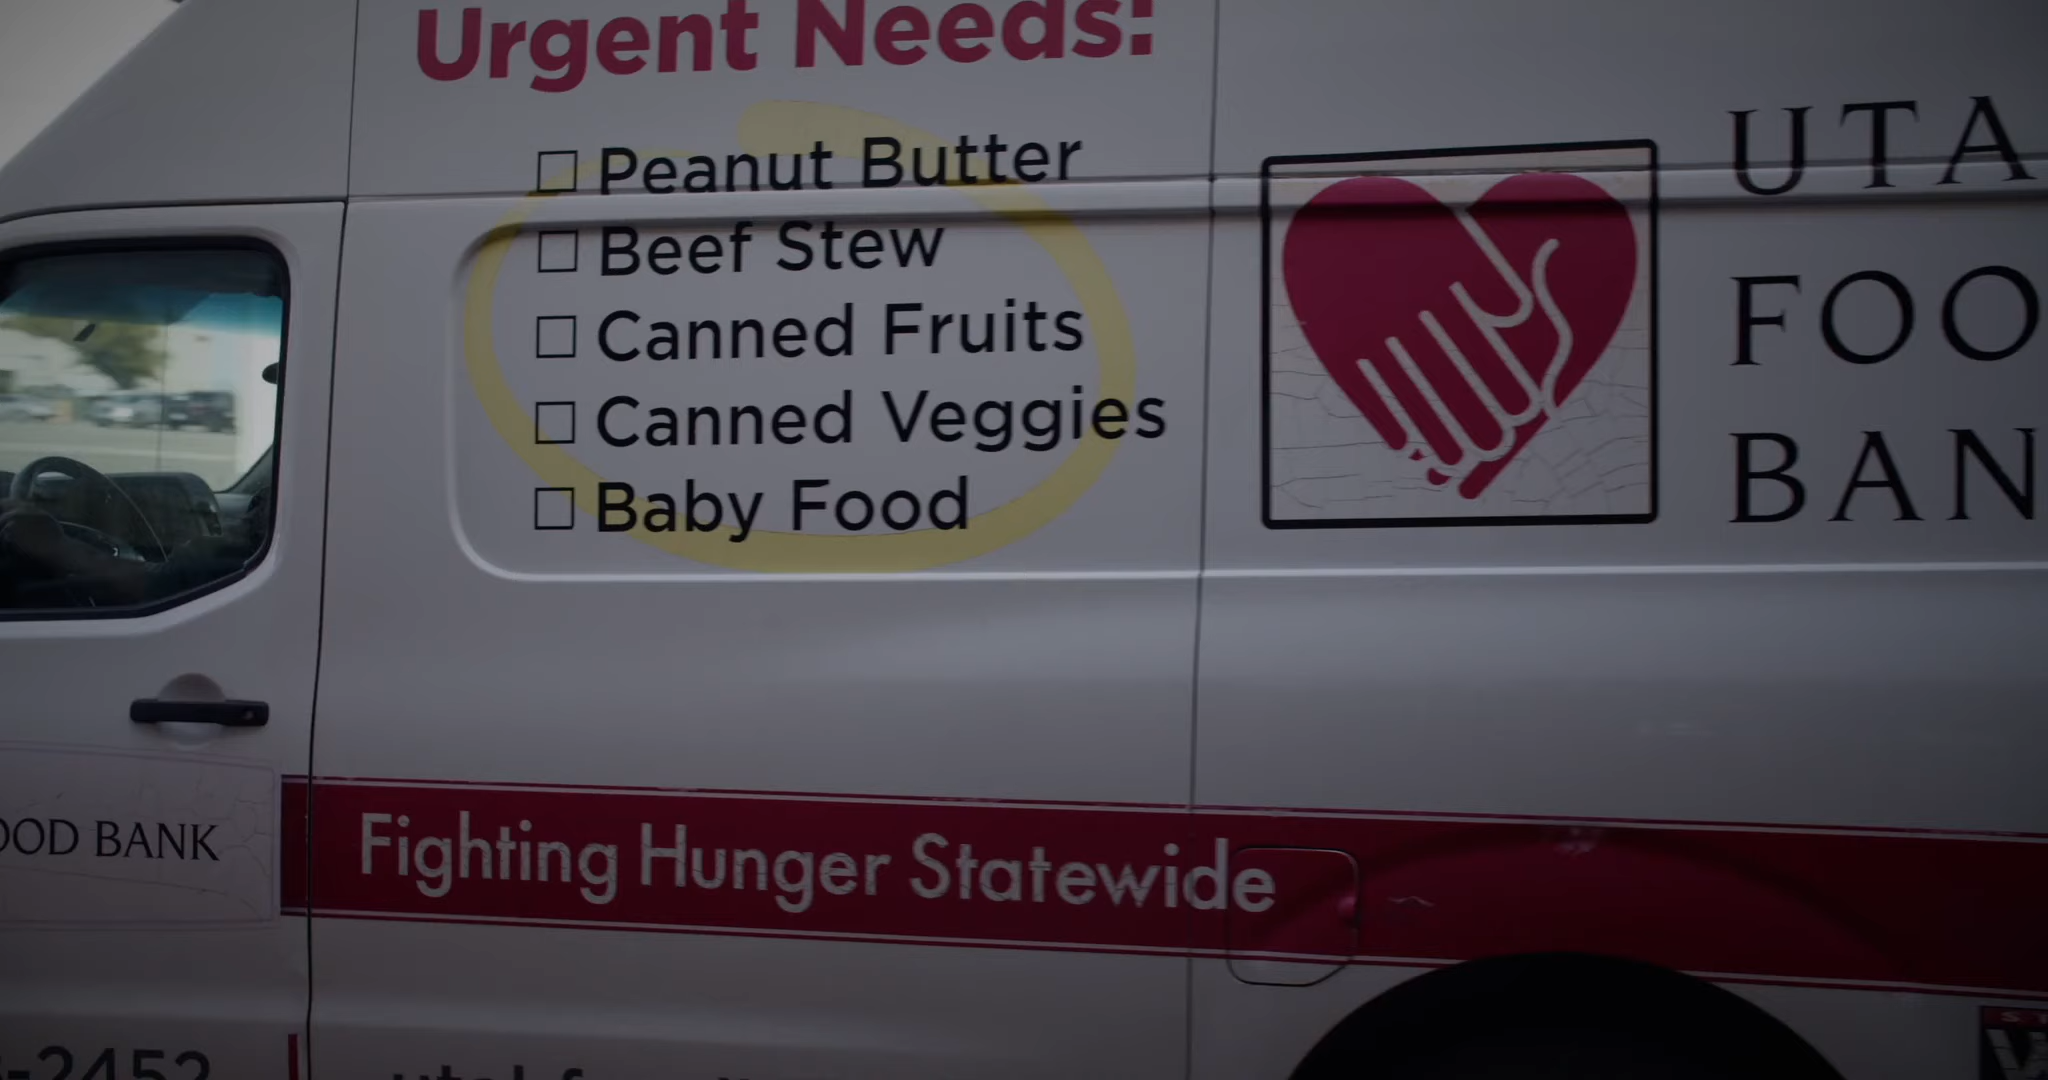 Urgent Needs:
Peanut Butter
Beef Stew
Canned Fruits
Canned Veggies
Baby Food
UTA
FOO
BAN
OOD BANK
Fighting Hunger Statewide
-2452